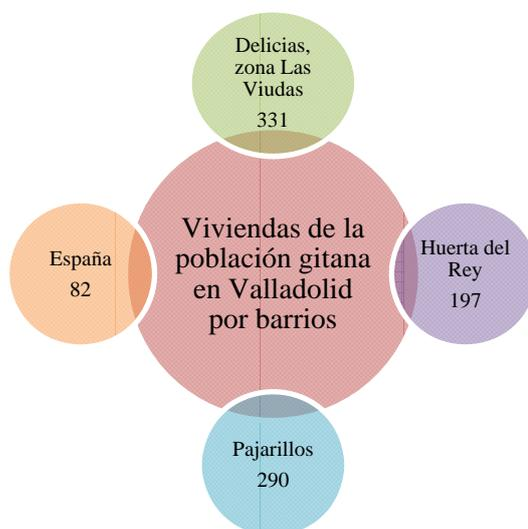 Delicias,
zona Las
Viudas
331
Viviendas de la
población gitana
en Valladolid
por barrios
España
82
Huerta del
Rey
197
Pajarillos
290